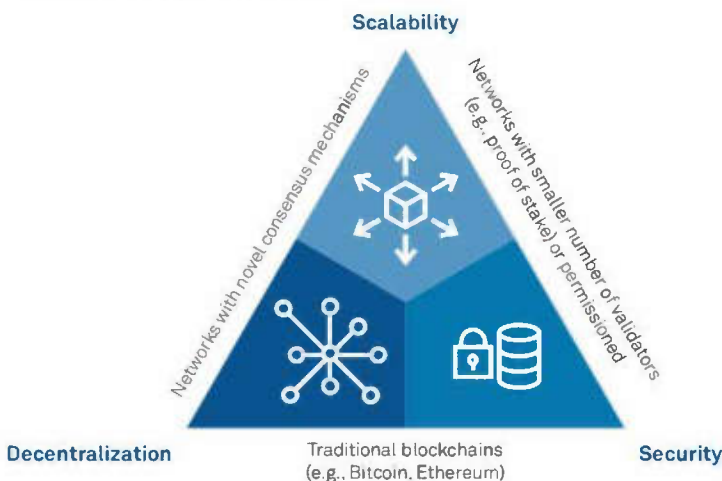 Scalability
Networks with novel consensus mechanisms
Networks with smaller number of validators
(e.g., proof of stake) or permissioned
Decentralization
Traditional blockchains
(e.g., Bitcoin, Ethereum)
Security